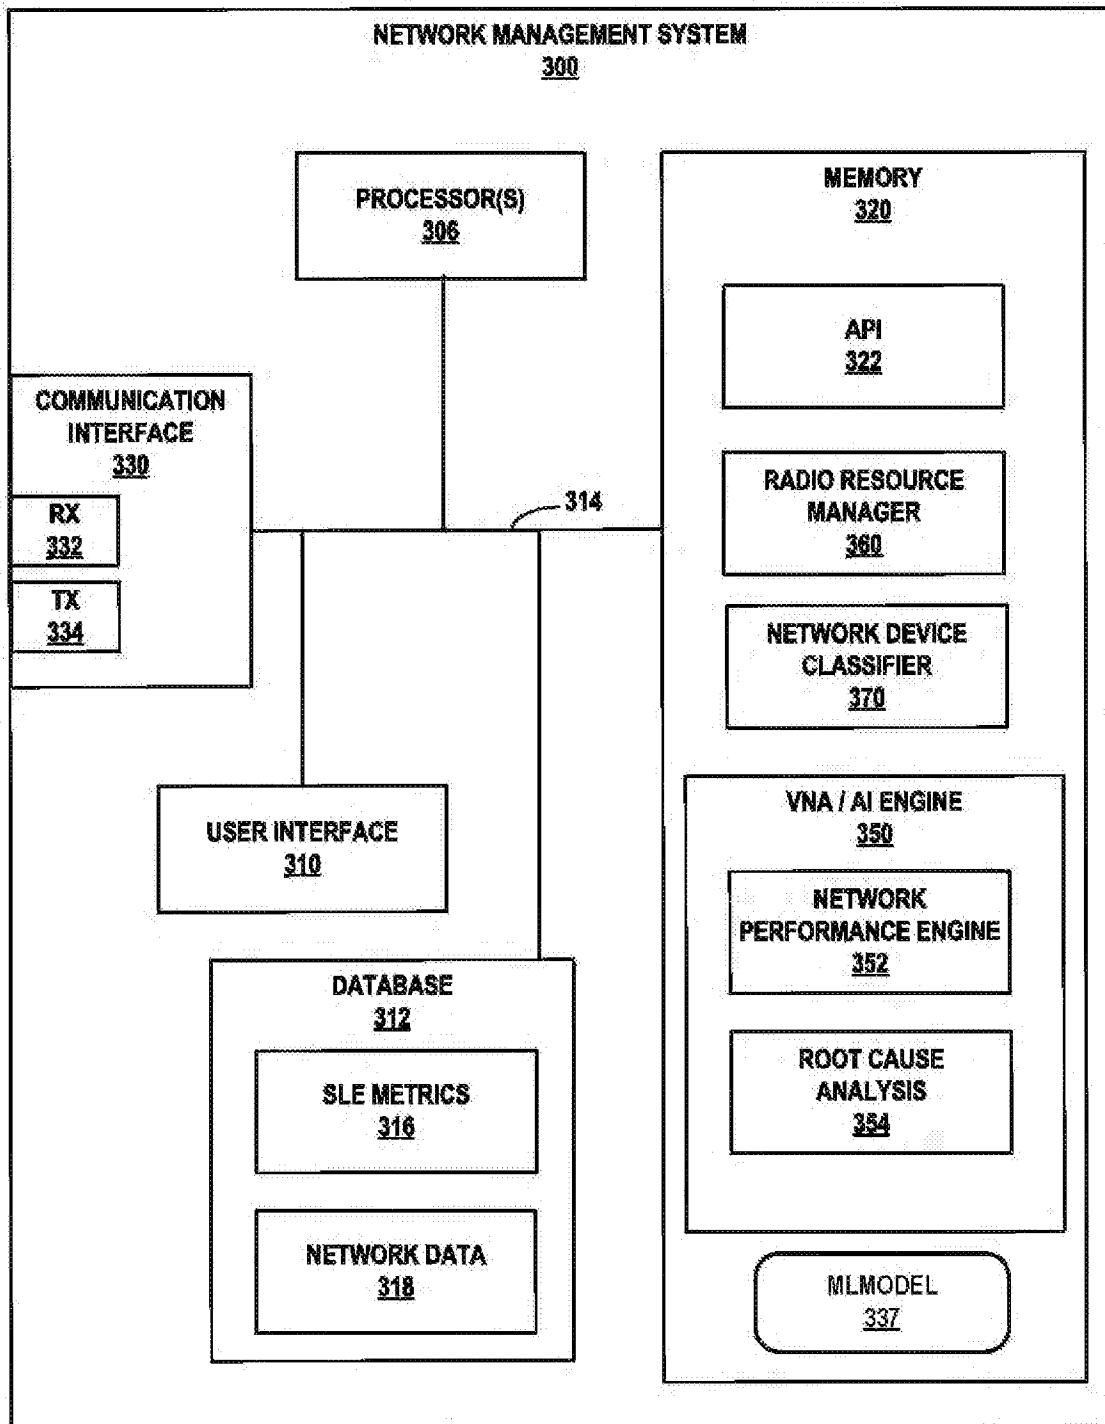 NETWORK MANAGEMENT SYSTEM
300
PROCESSOR(S)
306
MEMORY
320
API
322
COMMUNICATION
INTERFACE
330
RX
332
TX
334
314
RADIO RESOURCE
MANAGER
360
NETWORK DEVICE
CLASSIFIER
370
USER INTERFACE
310
VNA / AI ENGINE
350
NETWORK
PERFORMANCE ENGINE
352
ROOT CAUSE
ANALYSIS
354
DATABASE
312
SLE METRICS
316
NETWORK DATA
318
MLMODEL
337